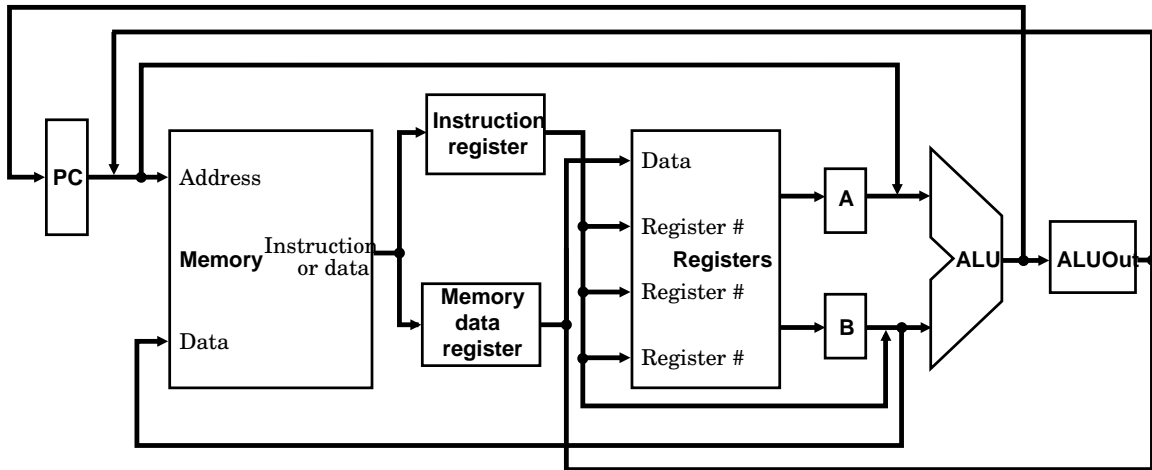 PC
Address
Memory
Instruction
or data
Data
Instruction
register
Memory
data
register
Data
Register #
Registers
Register #
Register #
A
B
ALU
ALUOut